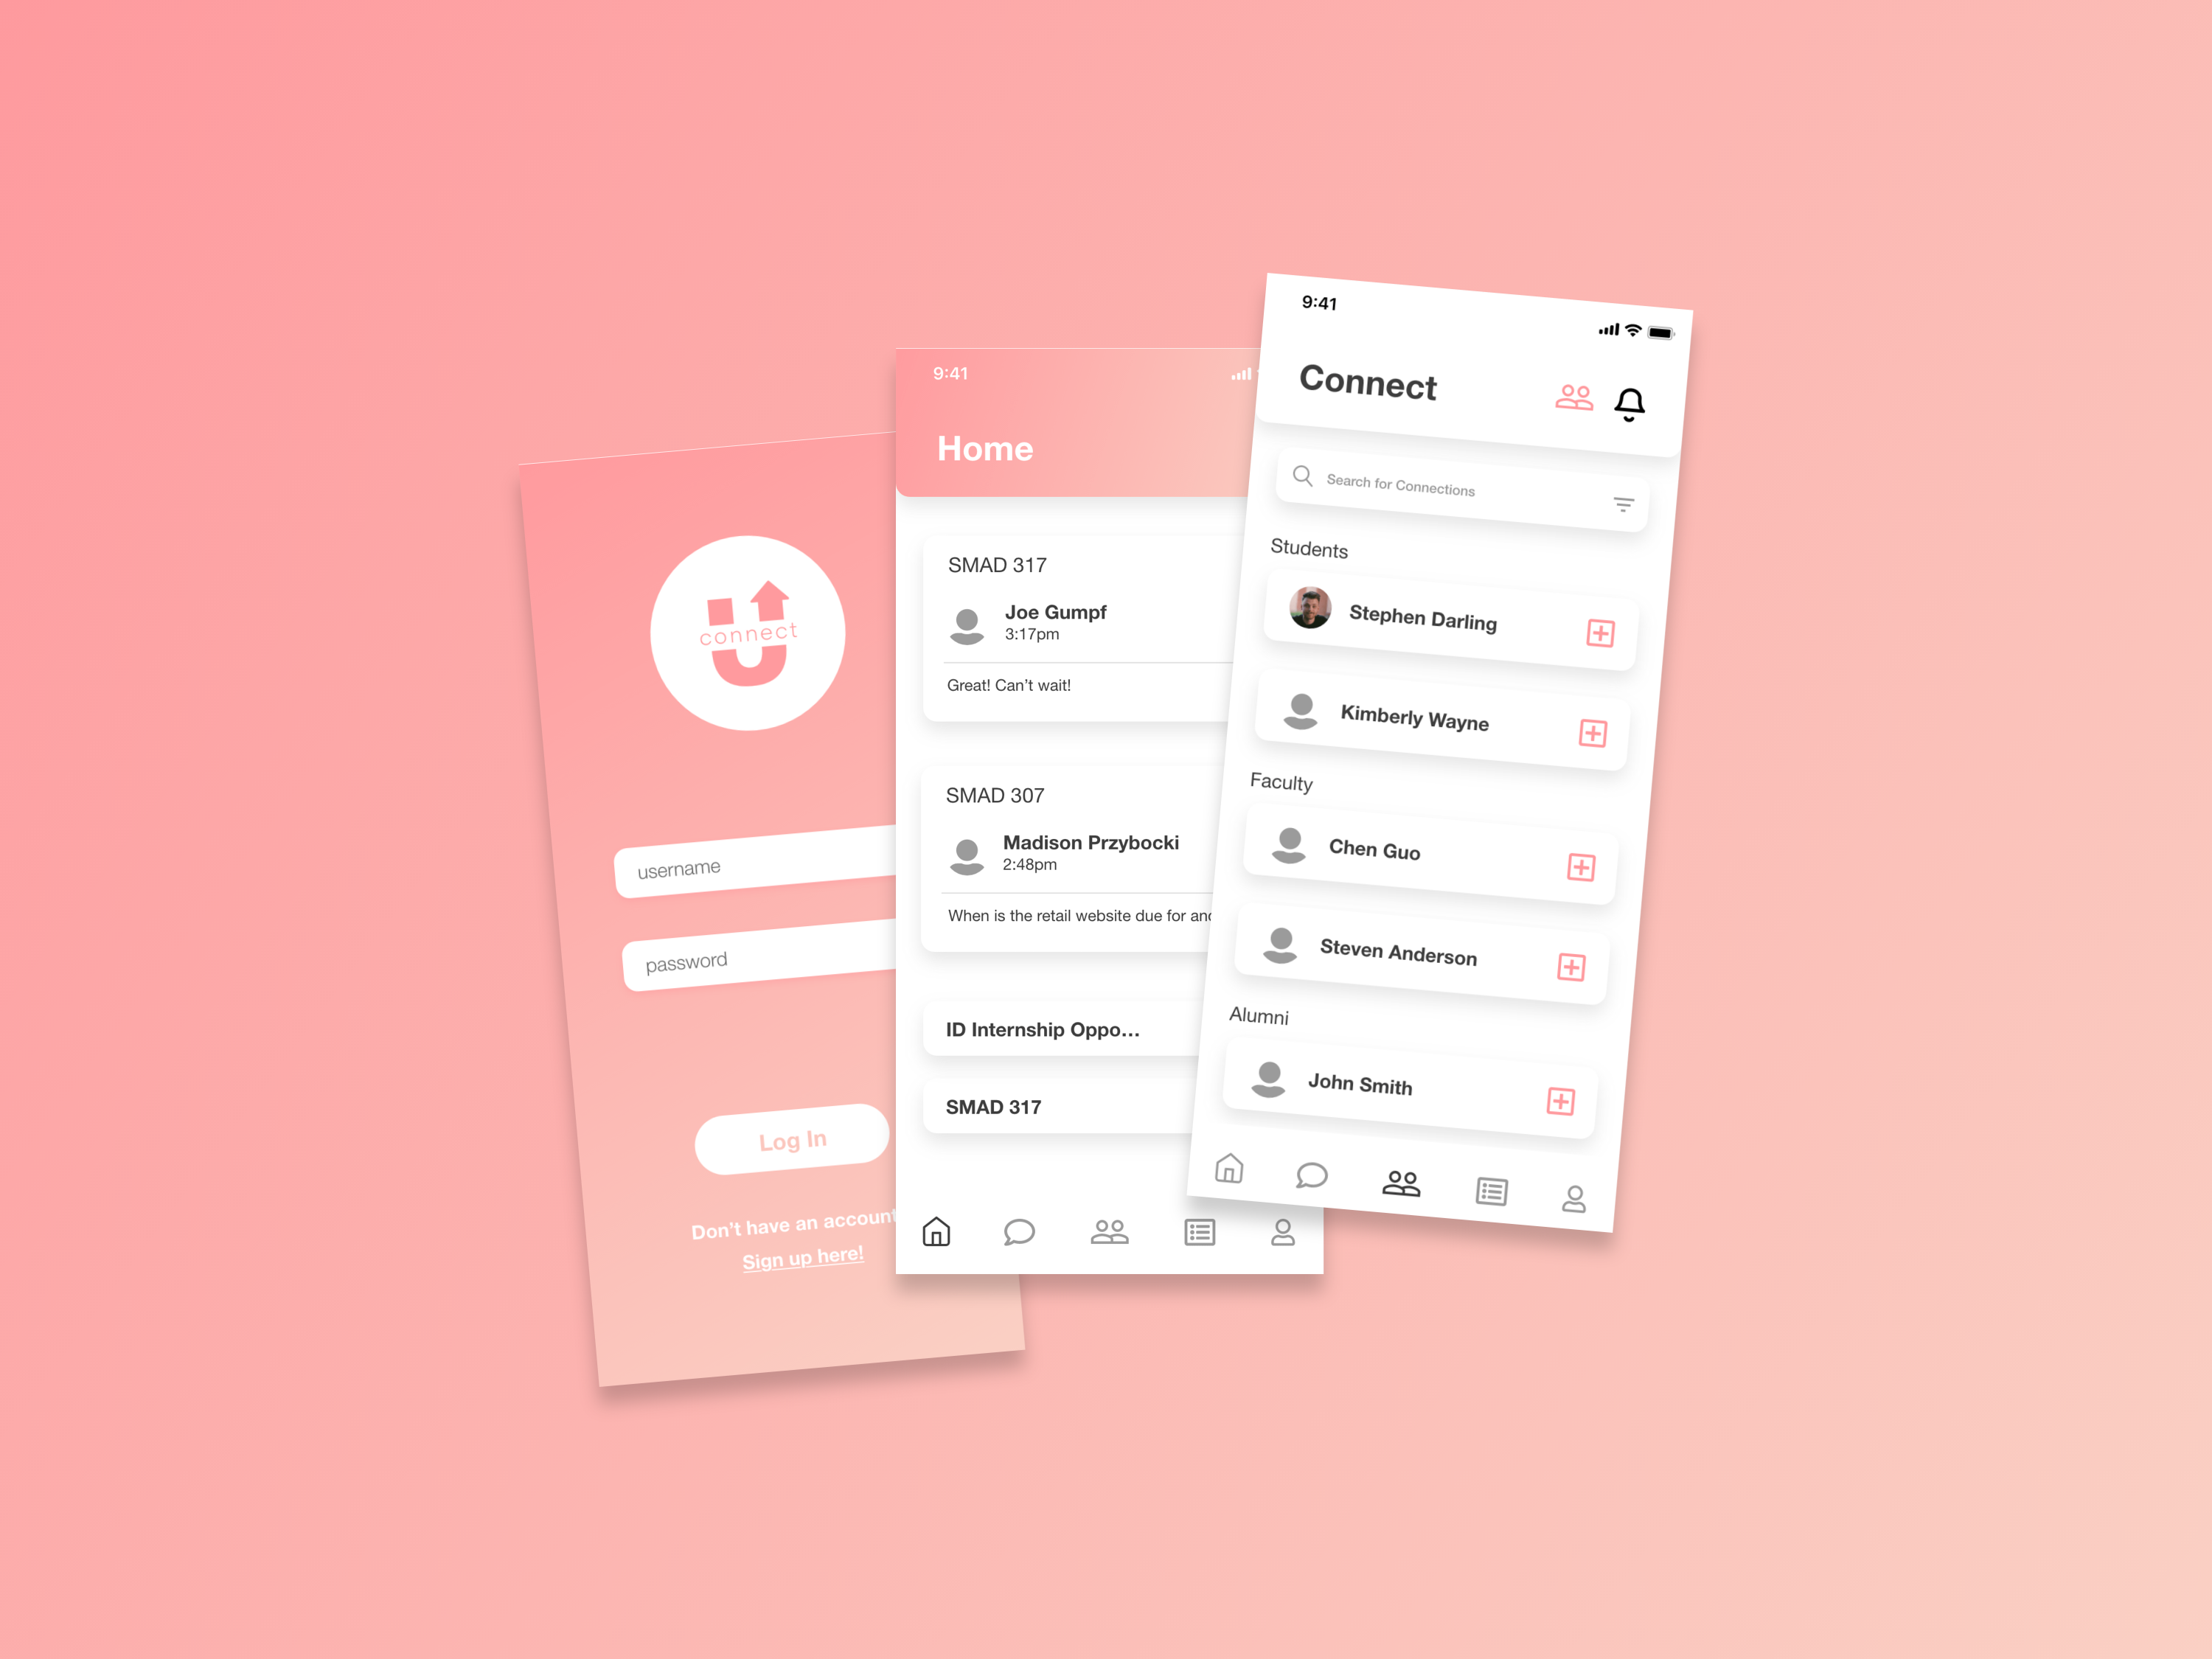 connect
username
password
Log In
Don't have an account
Sign up here!
9:41
Home
SMAD 317
Joe Gumpf
3:17pm
Great! Can't wait!
SMAD 307
Madison Przybocki
2:48pm
When is the retail website due for
ID Internship Oppo...
SMAD 317
9:41
Connect
Search for Connections
Students
Stephen Darling
Kimberly Wayne
Faculty
Chen Guo
Steven Anderson
Alumni
John Smith